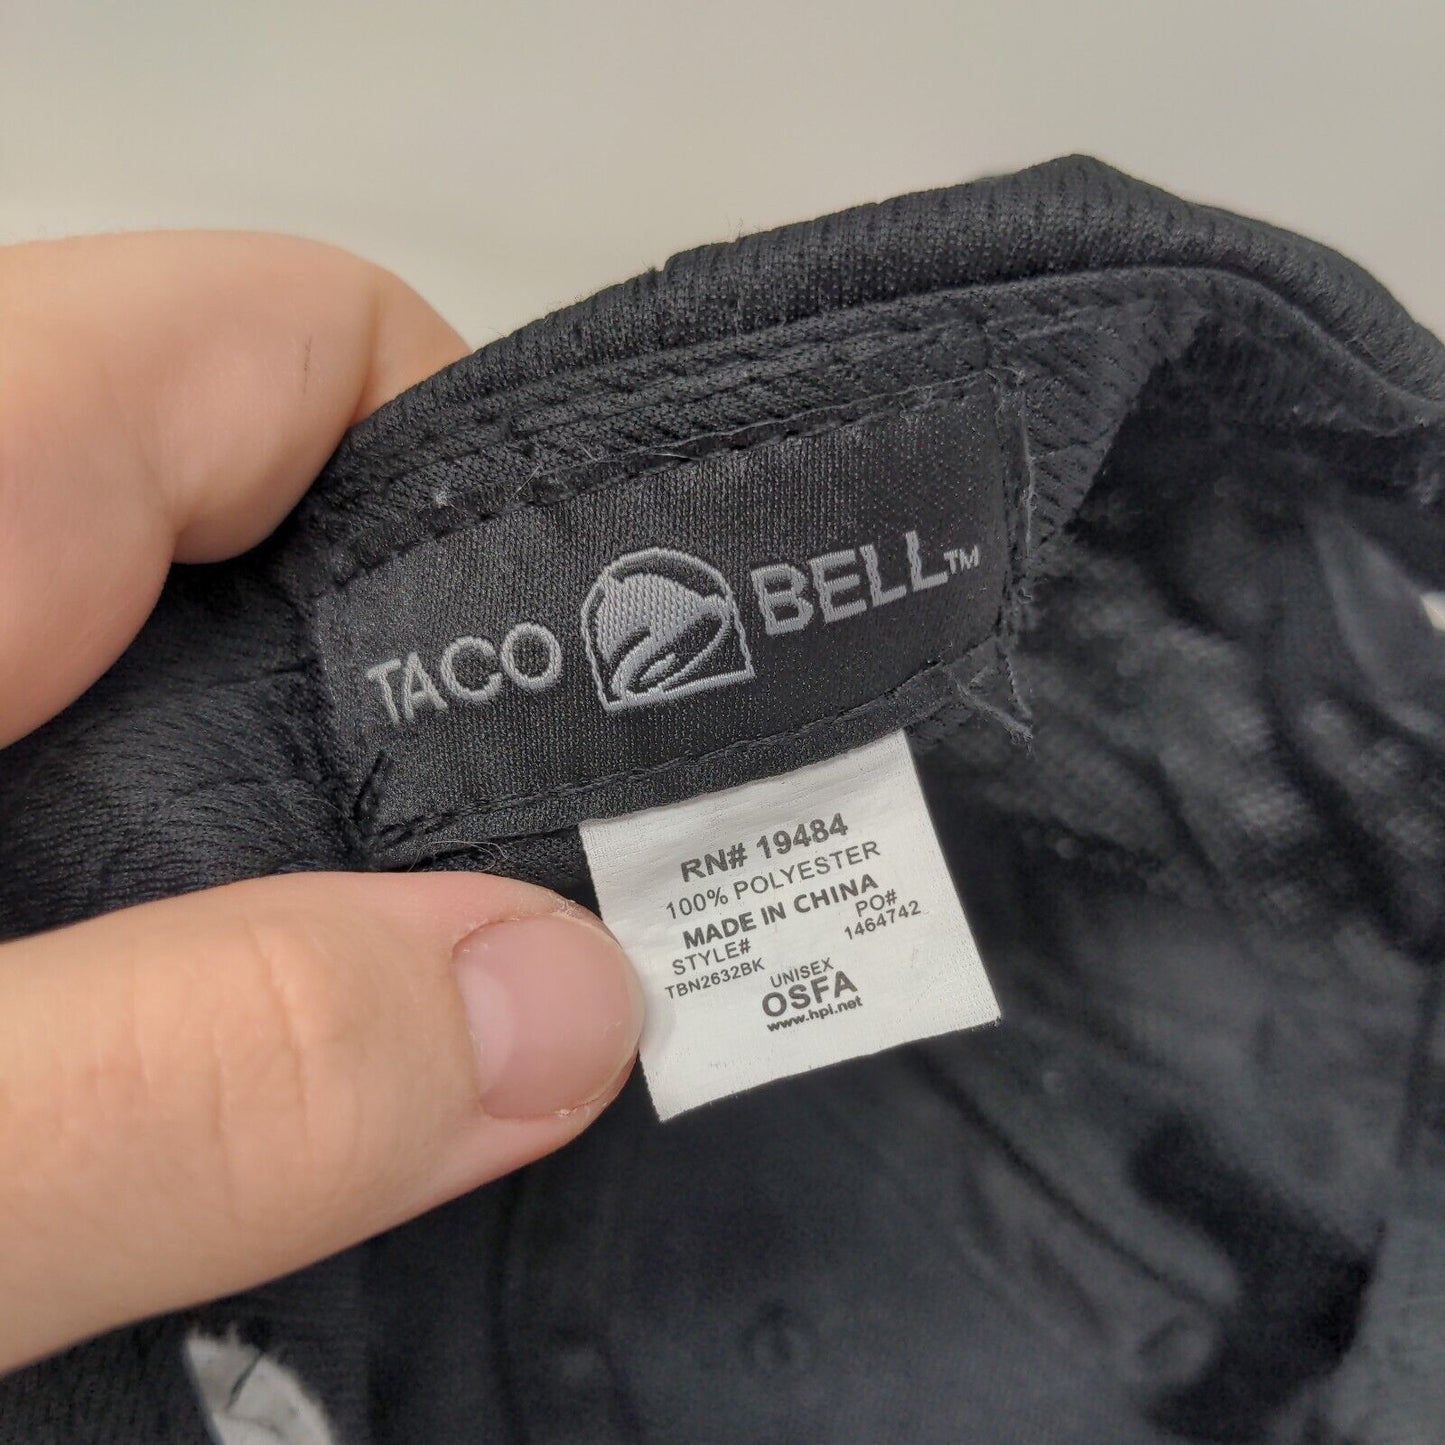 TACO BELL™
RN# 19484
100% POLYESTER
MADE IN CHINA
STYLE# PO#
TBN2632BK 1464742
UNISEX
OSFA
www.hpi.net